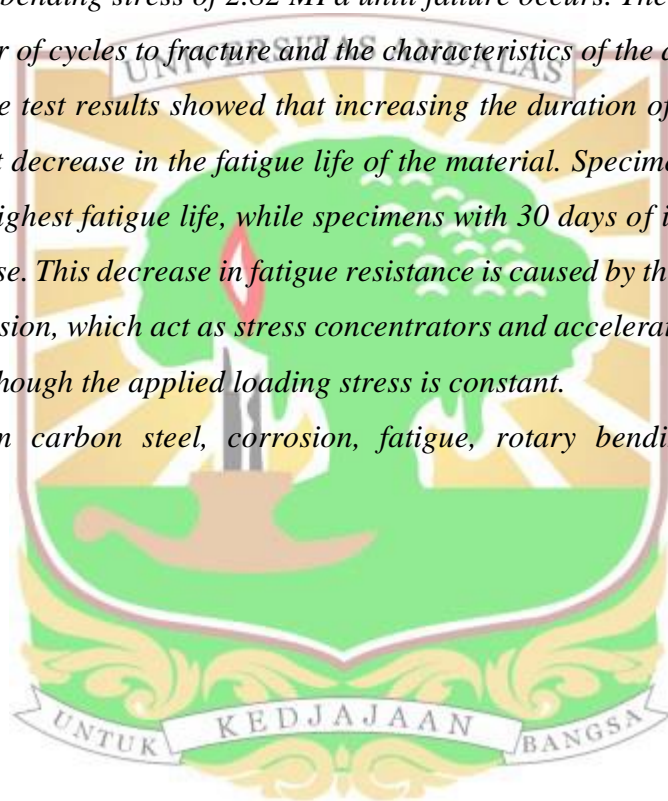 bending stress of 2.82 MPa until failure occurs. The
of cycles to fracture and the characteristics of the
e test results showed that increasing the duration of
t decrease in the fatigue life of the material. Specim
ighest fatigue life, while specimens with 30 days of i
se. This decrease in fatigue resistance is caused by th
sion, which act as stress concentrators and accelera
hough the applied loading stress is constant.
n carbon steel, corrosion, fatigue, rotary bendi
UNIVERSITAS ANDALAS
UNTUK KEDJAJAAN BANGSA